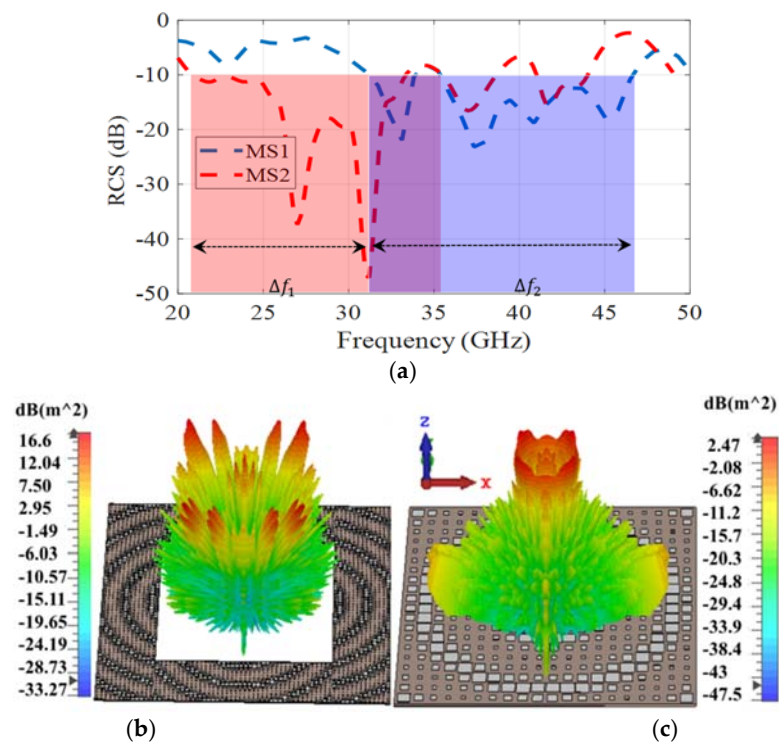 0
-10
-20
-30
-40
-50
RCS (dB)
MS1
MS2
Δf1
Δf2
20 25 30 35 40 45 50
Frequency (GHz)
(a)
dB(m^2)
16.6
12.04
7.50
2.95
-1.49
-6.03
-10.57
-15.11
-19.65
-24.19
-28.73
-33.27
(b)
z
x
dB(m^2)
2.47
-2.08
-6.62
-11.2
-15.7
-20.3
-24.8
-29.4
-33.9
-38.4
-43
-47.5
(c)